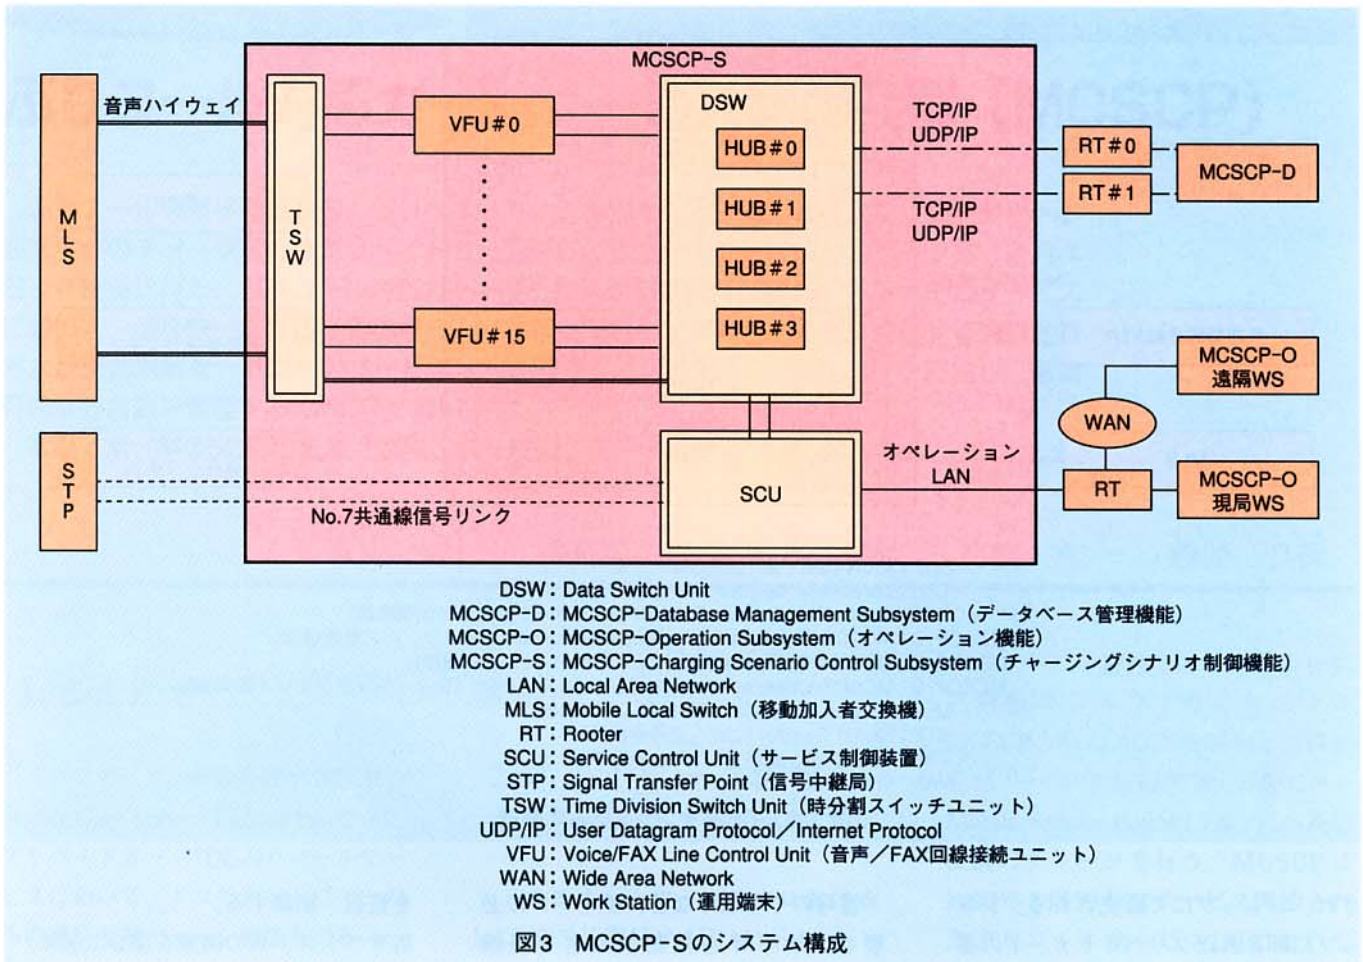 MCSCP-S
MLS
音声ハイウェイ
TSW
VFU#0
VFU#15
DSW
HUB#0
HUB#1
HUB#2
HUB#3
TCP/IP
UDP/IP
TCP/IP
UDP/IP
RT#0
RT#1
MCSCP-D
MCSCP-O
遠隔WS
WAN
STP
No.7共通線信号リンク
SCU
オペレーション
LAN
RT
MCSCP-O
現局WS
DSW：Data Switch Unit
MCSCP-D：MCSCP-Database Management Subsystem（データベース管理機能）
MCSCP-O：MCSCP-Operation Subsystem（オペレーション機能）
MCSCP-S：MCSCP-Charging Scenario Control Subsystem（チャージングシナリオ制御機能）
LAN：Local Area Network
MLS：Mobile Local Switch（移動加入者交換機）
RT：Rooter
SCU：Service Control Unit（サービス制御装置）
STP：Signal Transfer Point（信号中継局）
TSW：Time Division Switch Unit（時分割スイッチユニット）
UDP/IP：User Datagram Protocol／Internet Protocol
VFU：Voice/FAX Line Control Unit（音声／FAX回線接続ユニット）
WAN：Wide Area Network
WS：Work Station（運用端末）
図3　MCSCP-Sのシステム構成